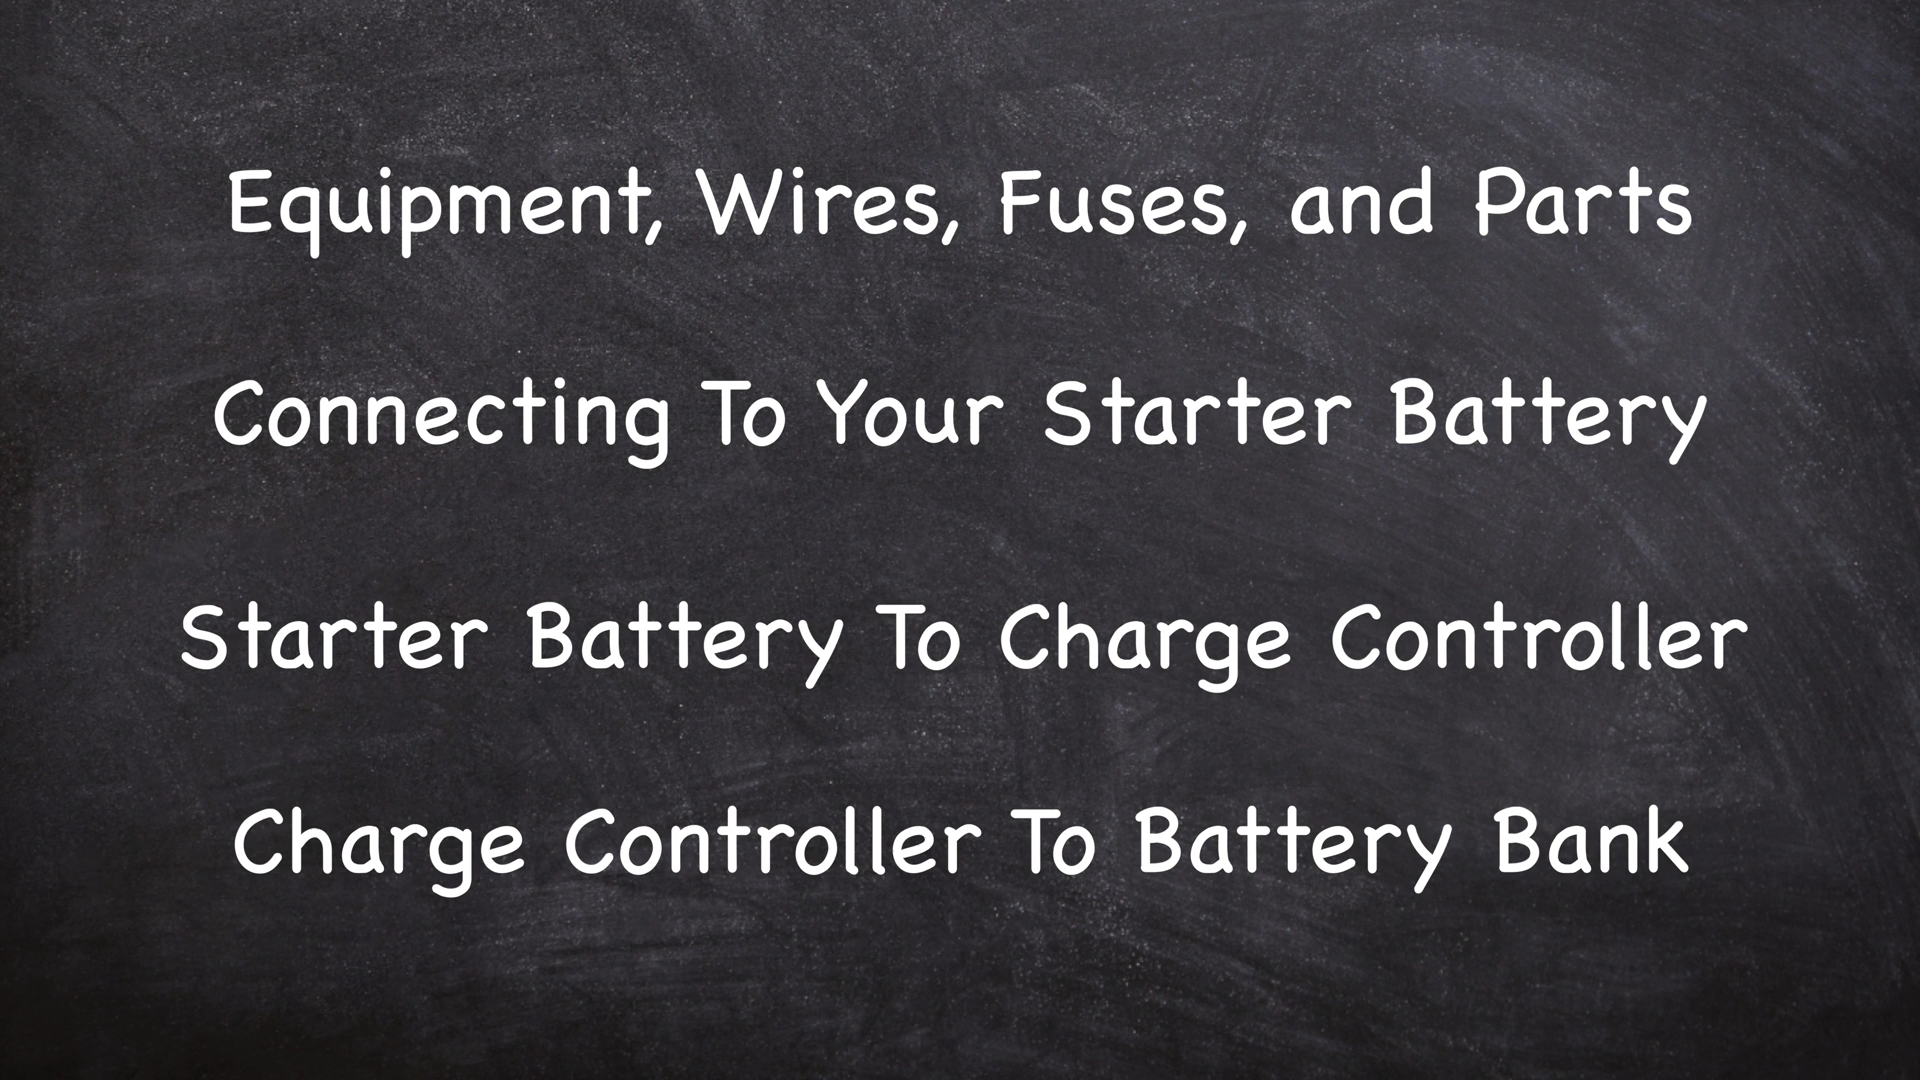 Equipment, Wires, Fuses, and Parts
Connecting To Your Starter Battery
Starter Battery To Charge Controller
Charge Controller To Battery Bank